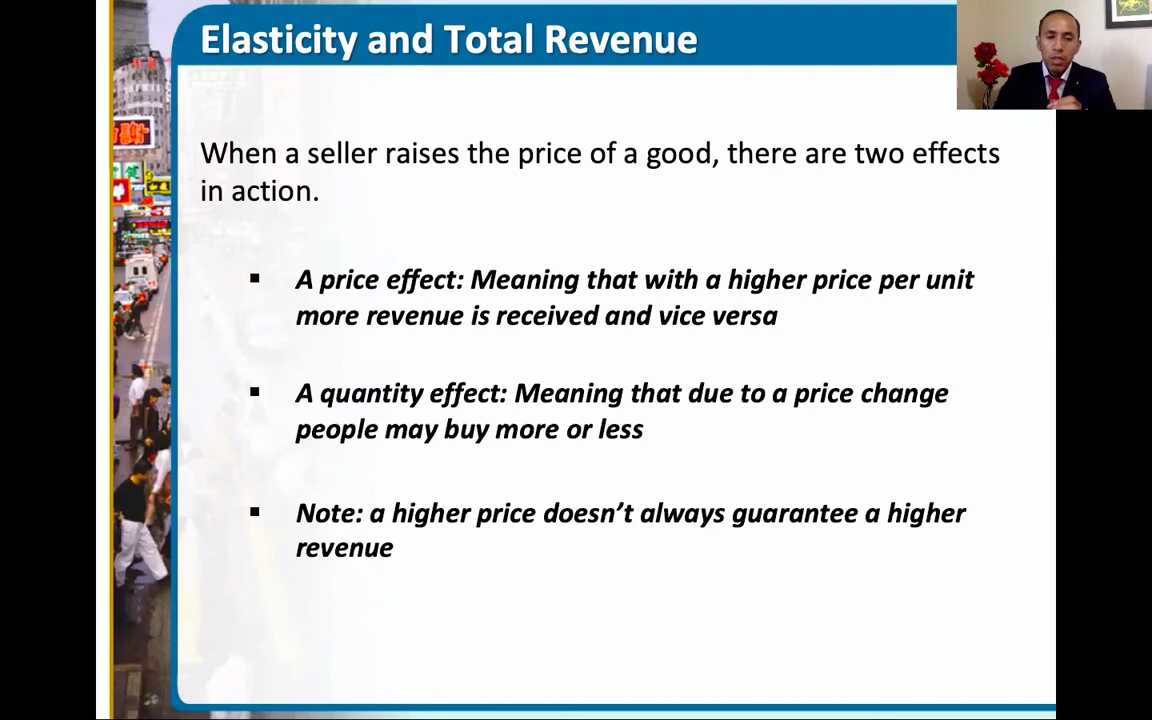 Elasticity and Total Revenue
When a seller raises the price of a good, there are two effects
in action.
▪ A price effect: Meaning that with a higher price per unit
more revenue is received and vice versa
▪ A quantity effect: Meaning that due to a price change
people may buy more or less
▪ Note: a higher price doesn’t always guarantee a higher
revenue